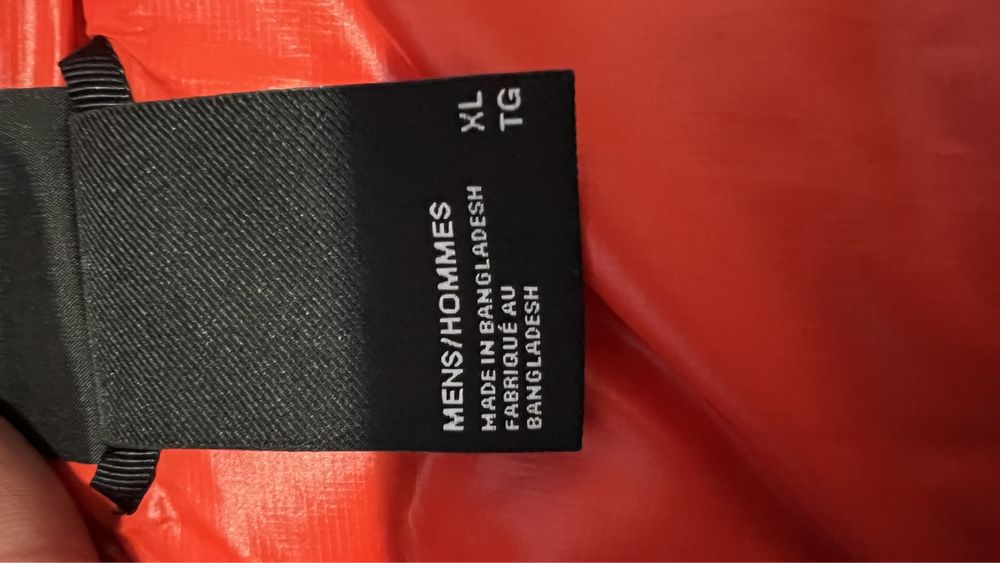 MENS/HOMMES
XL
MADE IN BANGLADESH
TG
FABRIQUÉ AU
BANGLADESH